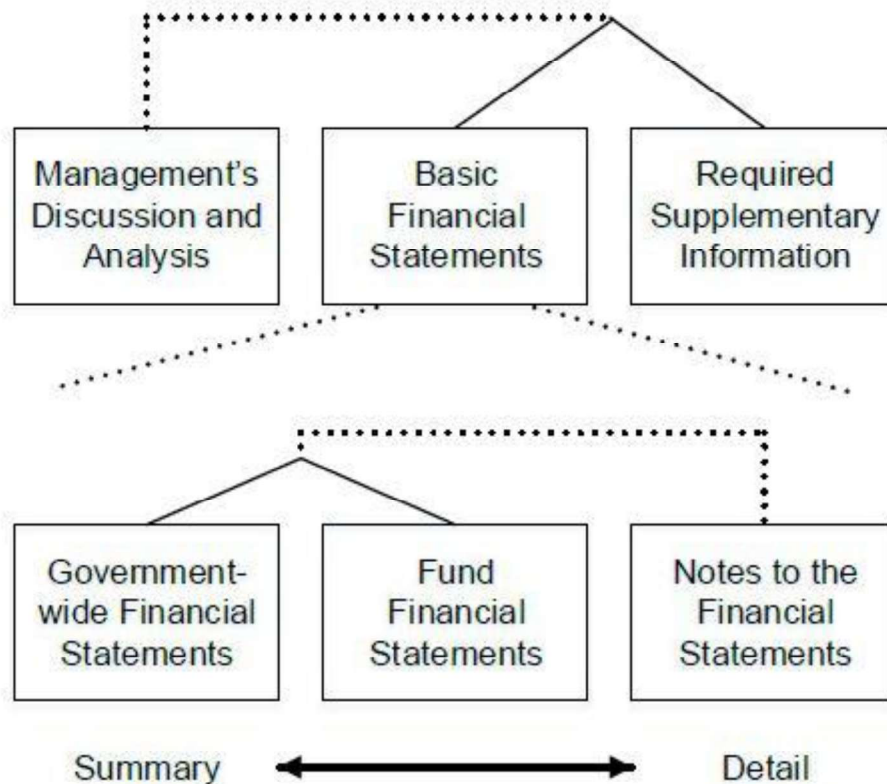 Management's
Discussion and
Analysis
Basic
Financial
Statements
Required
Supplementary
Information
Government-
wide Financial
Statements
Fund
Financial
Statements
Notes to the
Financial
Statements
Summary
Detail